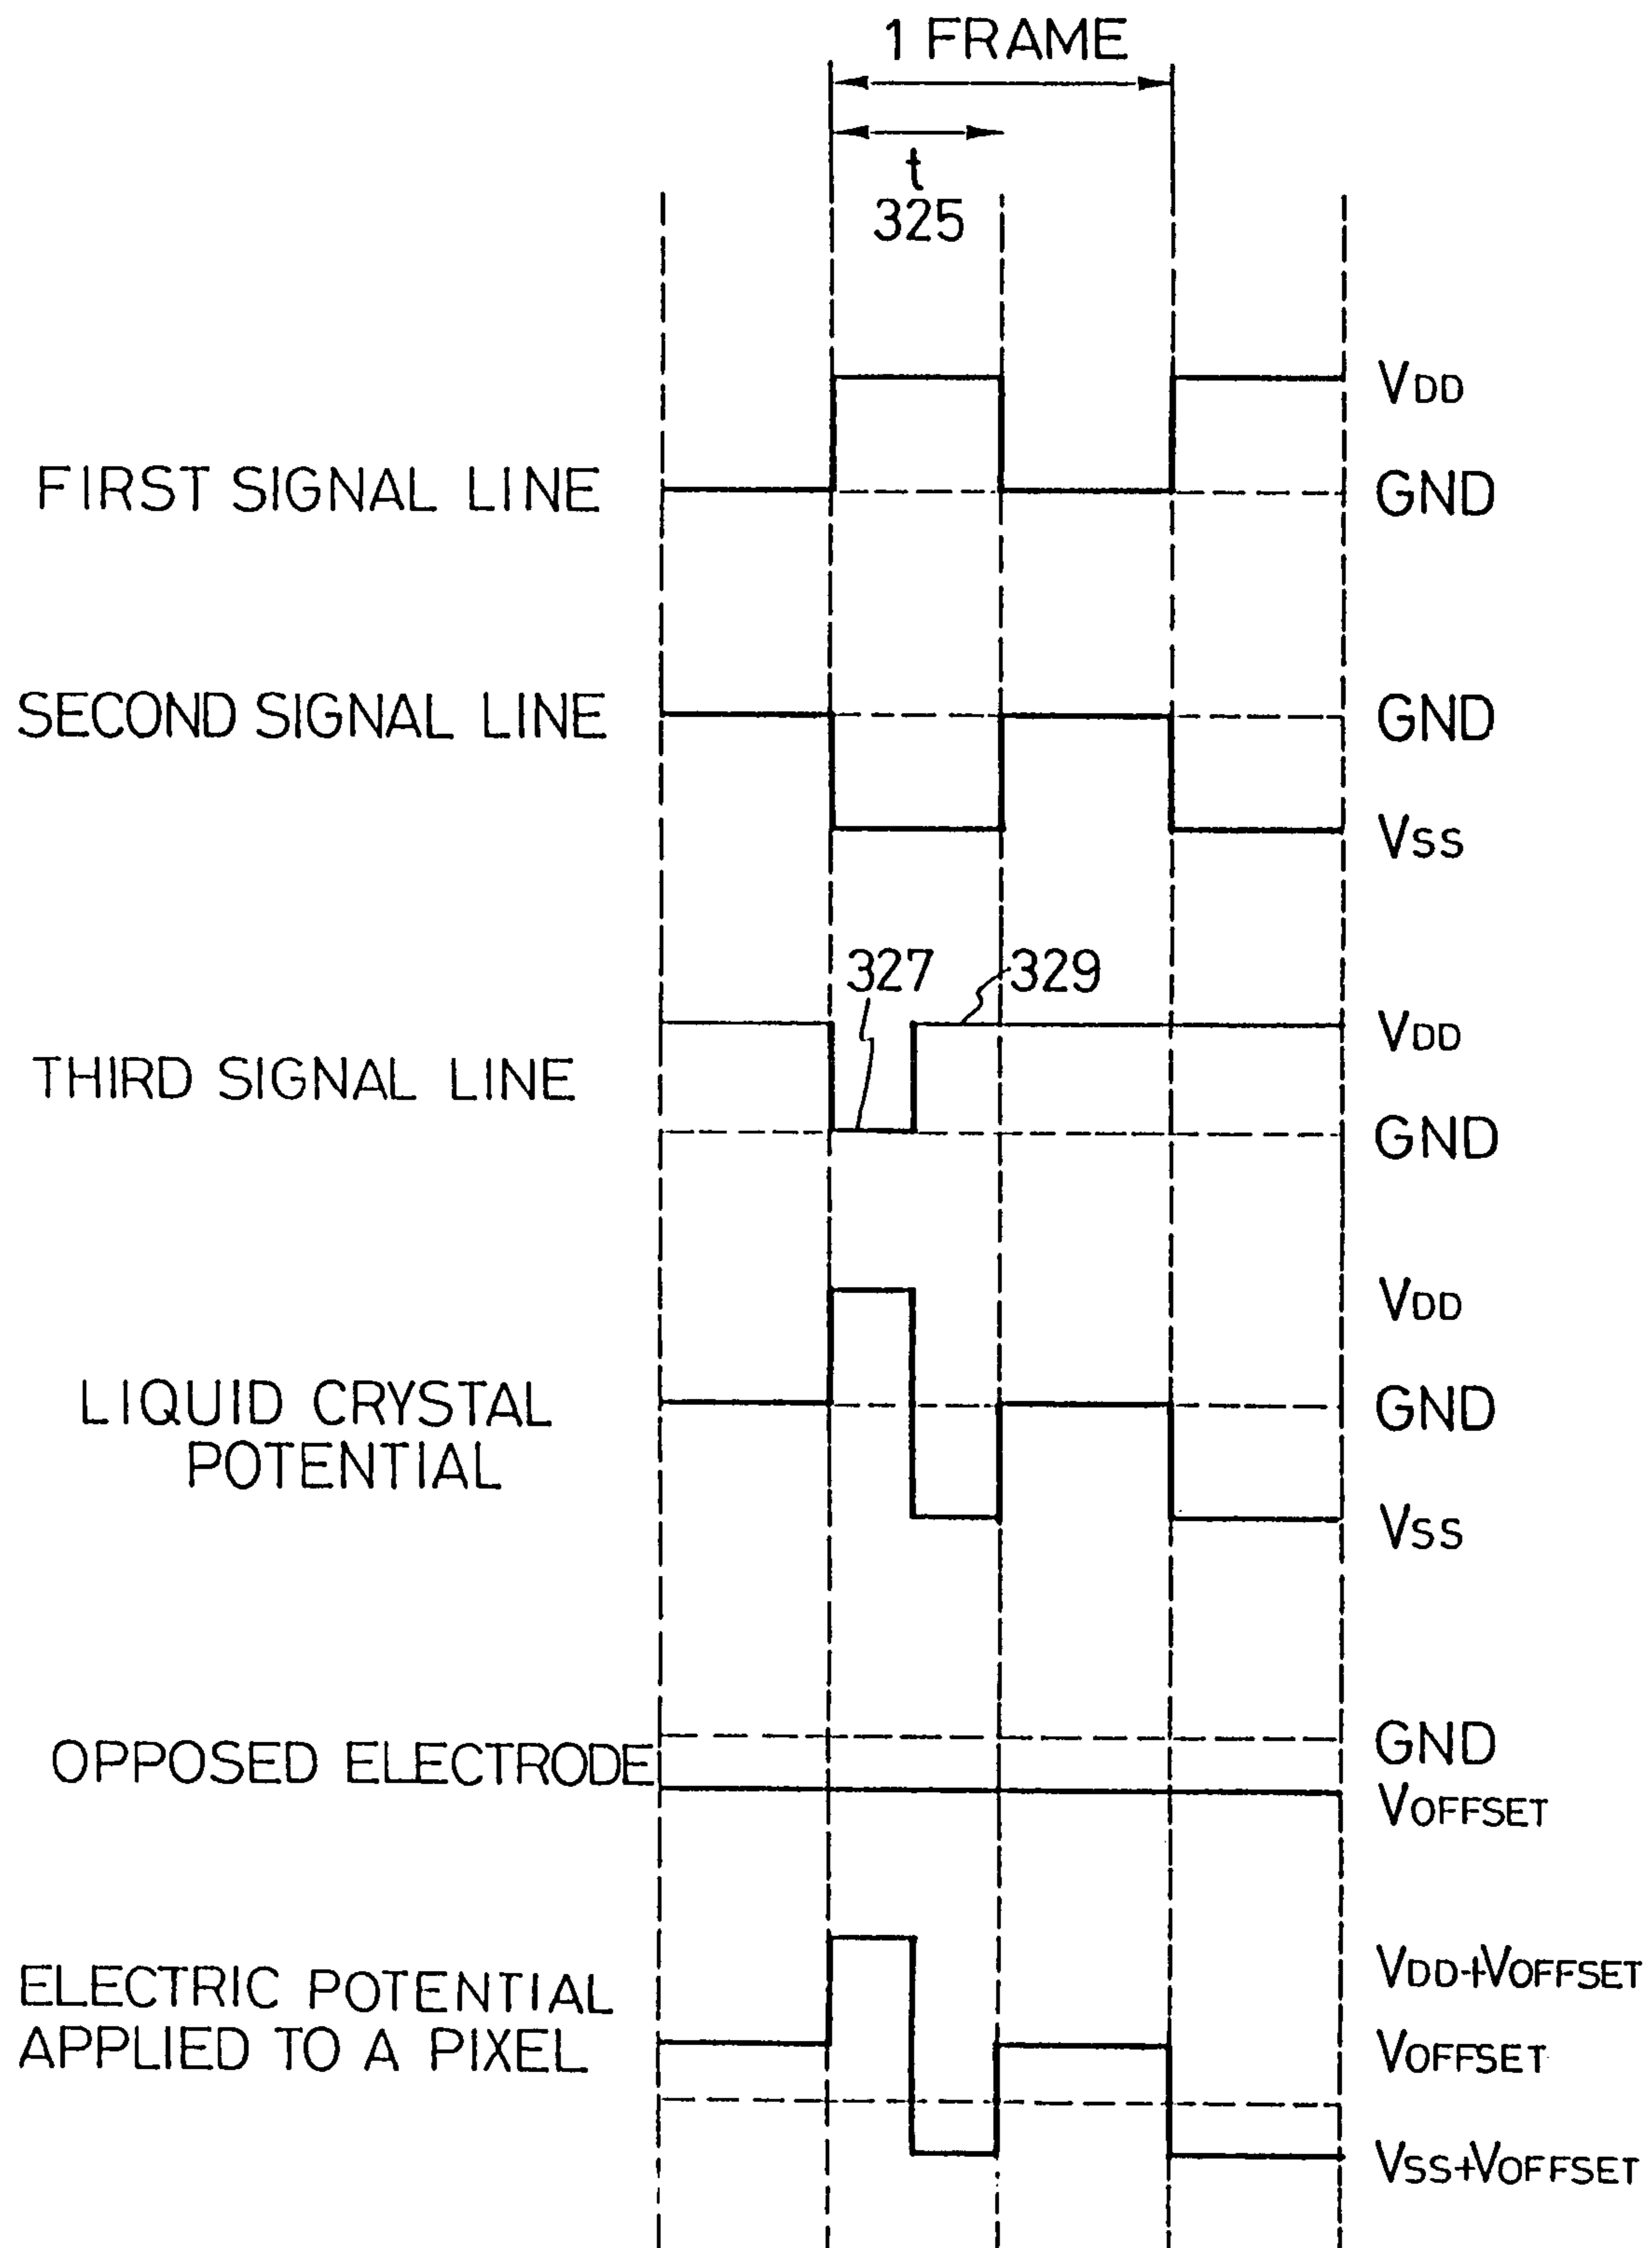 1 FRAME
t
325
VDD
FIRST SIGNAL LINE
GND
SECOND SIGNAL LINE
GND
VSS
327
329
VDD
THIRD SIGNAL LINE
GND
VDD
LIQUID CRYSTAL
POTENTIAL
GND
VSS
GND
OPPOSED ELECTRODE
VOFFSET
VDD+VOFFSET
ELECTRIC POTENTIAL
APPLIED TO A PIXEL
VOFFSET
VSS+VOFFSET